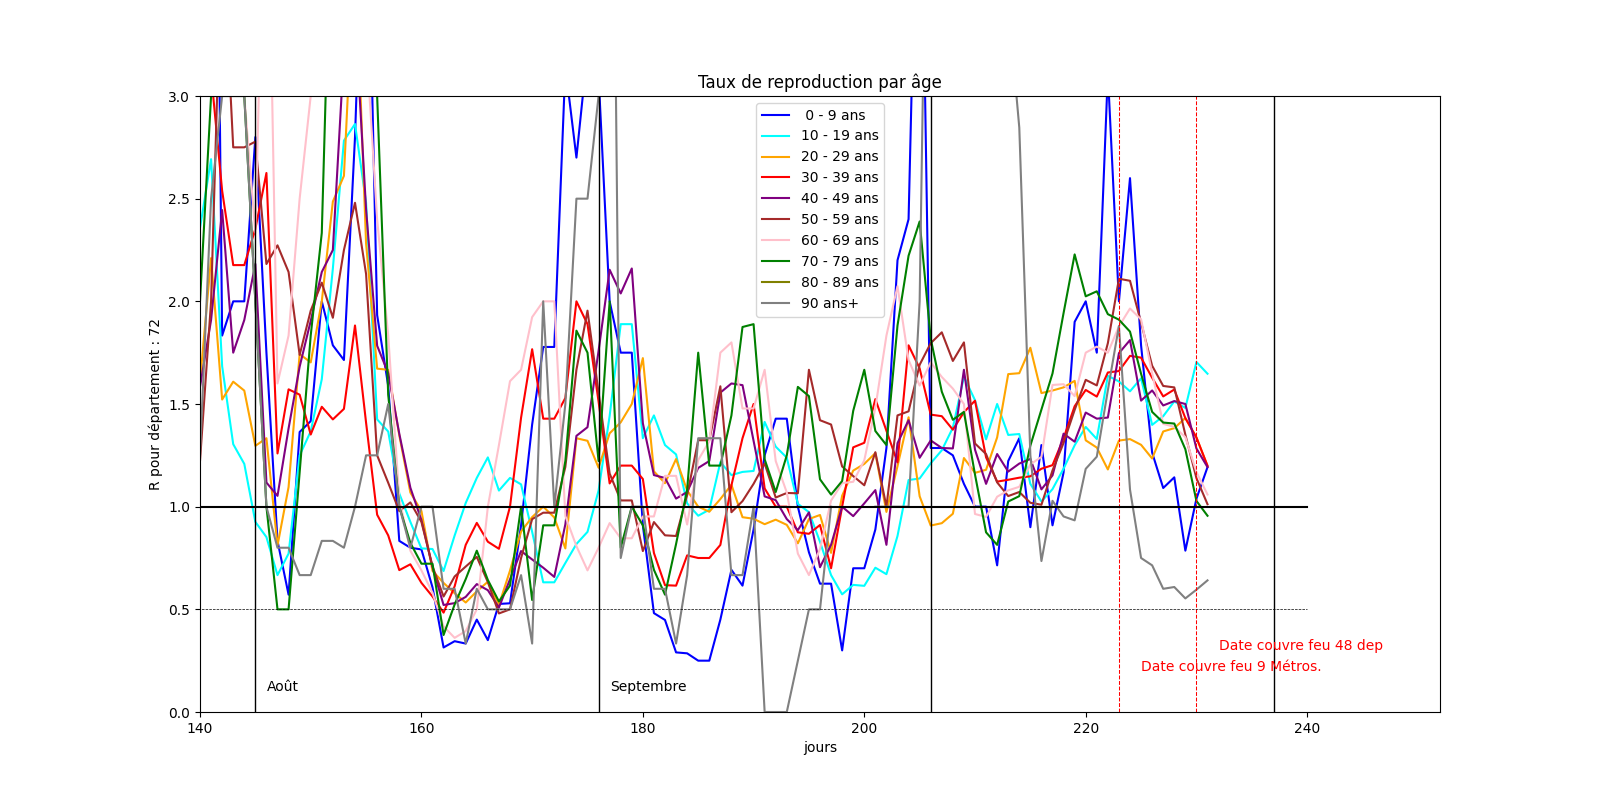 Taux de reproduction par âge
R pour département : 72
3.0
2.5
2.0
1.5
1.0
0.5
0.0
0 - 9 ans
10 - 19 ans
20 - 29 ans
30 - 39 ans
40 - 49 ans
50 - 59 ans
60 - 69 ans
70 - 79 ans
80 - 89 ans
90 ans+
Date couvre feu 48 dep
Date couvre feu 9 Métros.
Août
Septembre
140
160
180
200
220
240
jours